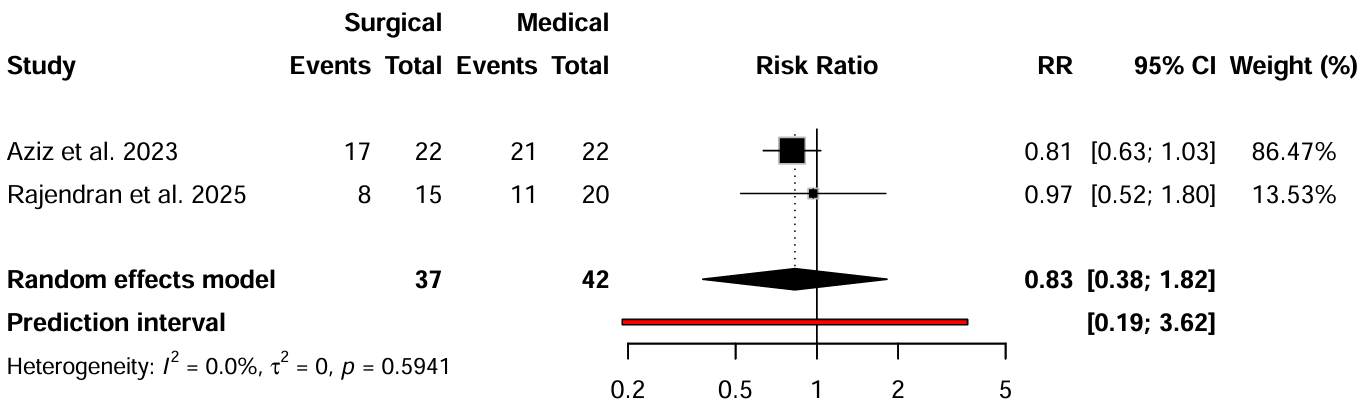 Surgical Medical
Study Events Total Events Total Risk Ratio RR 95% CI Weight (%)
Aziz et al. 2023 17 22 21 22 0.81 [0.63; 1.03] 86.47%
Rajendran et al. 2025 8 15 11 20 0.97 [0.52; 1.80] 13.53%
Random effects model 37 42 0.83 [0.38; 1.82]
Prediction interval [0.19; 3.62]
Heterogeneity: I² = 0.0%, τ² = 0, p = 0.5941
0.2 0.5 1 2 5